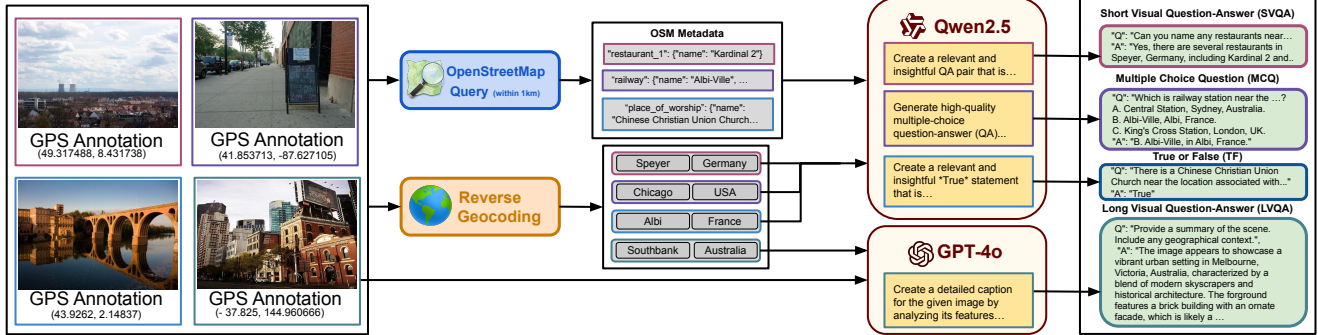 GPS Annotation
(49.317488, 8.431738)
GPS Annotation
(41.853713, -87.627105)
GPS Annotation
(43.9262, 2.14837)
GPS Annotation
(- 37.825, 144.960666)
OpenStreetMap
Query (within 1km)
Reverse
Geocoding
OSM Metadata
"restaurant_1": {"name": "Kardinal 2"}
"railway": {"name": "Albi-Ville", …
"place_of_worship": {"name":
"Chinese Christian Union Church…
Speyer
Germany
Chicago
USA
Albi
France
Southbank
Australia
Qwen2.5
Create a relevant and
insightful QA pair that is…
Generate high-quality
multiple-choice
question-answer (QA)...
Create a relevant and
insightful *True* statement
that is…
GPT-4o
Create a detailed caption
for the given image by
analyzing its features…
Short Visual Question-Answer (SVQA)
"Q": "Can you name any restaurants near…
"A": "Yes, there are several restaurants in
Speyer, Germany, including Kardinal 2 and..
Multiple Choice Question (MCQ)
"Q": "Which is railway station near the …?
A. Central Station, Sydney, Australia.
B. Albi-Ville, Albi, France.
C. King's Cross Station, London, UK.
"A": "B. Albi-Ville, in Albi, France."
True or False (TF)
"Q": "There is a Chinese Christian Union
Church near the location associated with..."
"A": "True"
Long Visual Question-Answer (LVQA)
Q": "Provide a summary of the scene.
Include any geographical context.",
"A": "The image appears to showcase a
vibrant urban setting in Melbourne,
Victoria, Australia, characterized by a
blend of modern skyscrapers and
historical architecture. The forground
features a brick building with an ornate
facade, which is likely a …